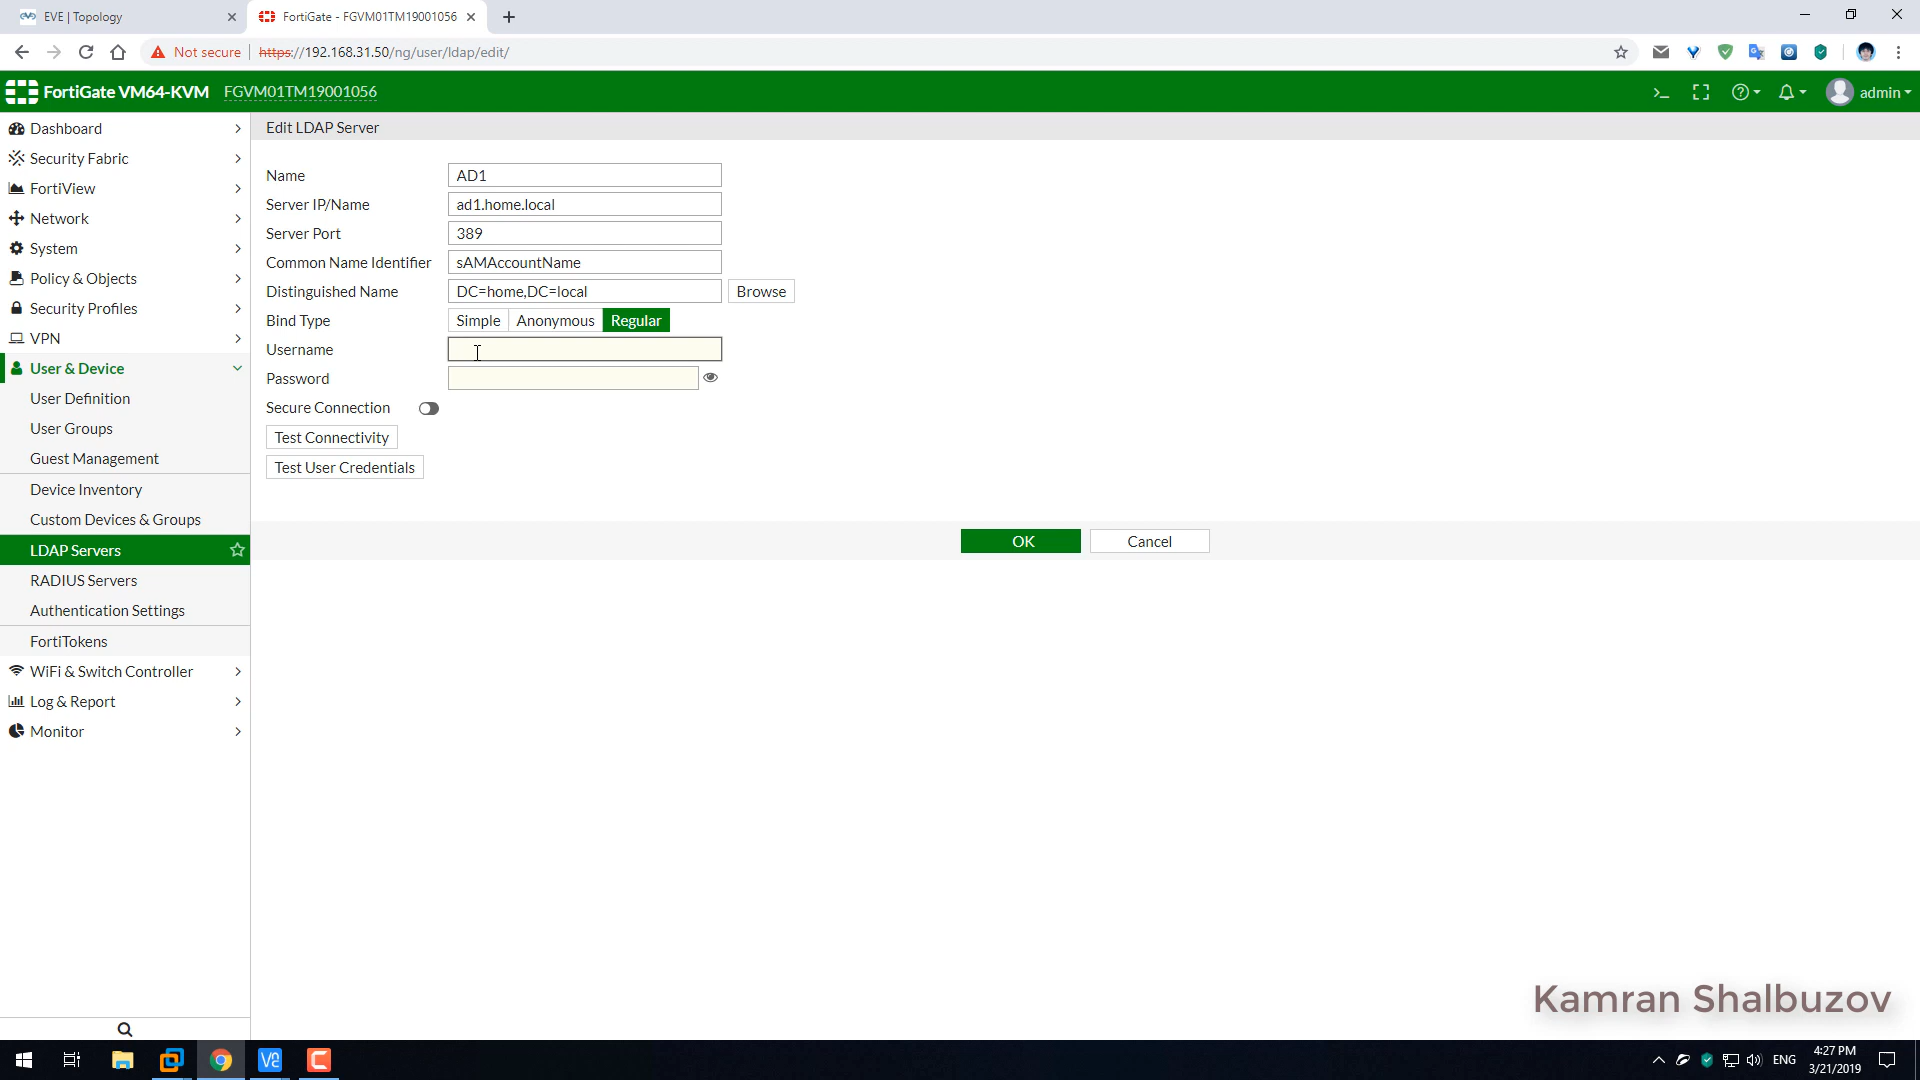 EVE | Topology
FortiGate - FGVM01TM19001056
Not secure
https://192.168.31.50/ng/user/ldap/edit/
FortiGate VM64-KVM FGVM01TM19001056
admin
Dashboard
Security Fabric
FortiView
Network
System
Policy & Objects
Security Profiles
VPN
User & Device
User Definition
User Groups
Guest Management
Device Inventory
Custom Devices & Groups
LDAP Servers
RADIUS Servers
Authentication Settings
FortiTokens
WiFi & Switch Controller
Log & Report
Monitor
Edit LDAP Server
Name AD1
Server IP/Name ad1.home.local
Server Port 389
Common Name Identifier sAMAccountName
Distinguished Name DC=home,DC=local Browse
Bind Type Simple Anonymous Regular
Username
Password
Secure Connection
Test Connectivity
Test User Credentials
OK Cancel
Kamran Shalbuzov
ENG
4:27 PM
3/21/2019